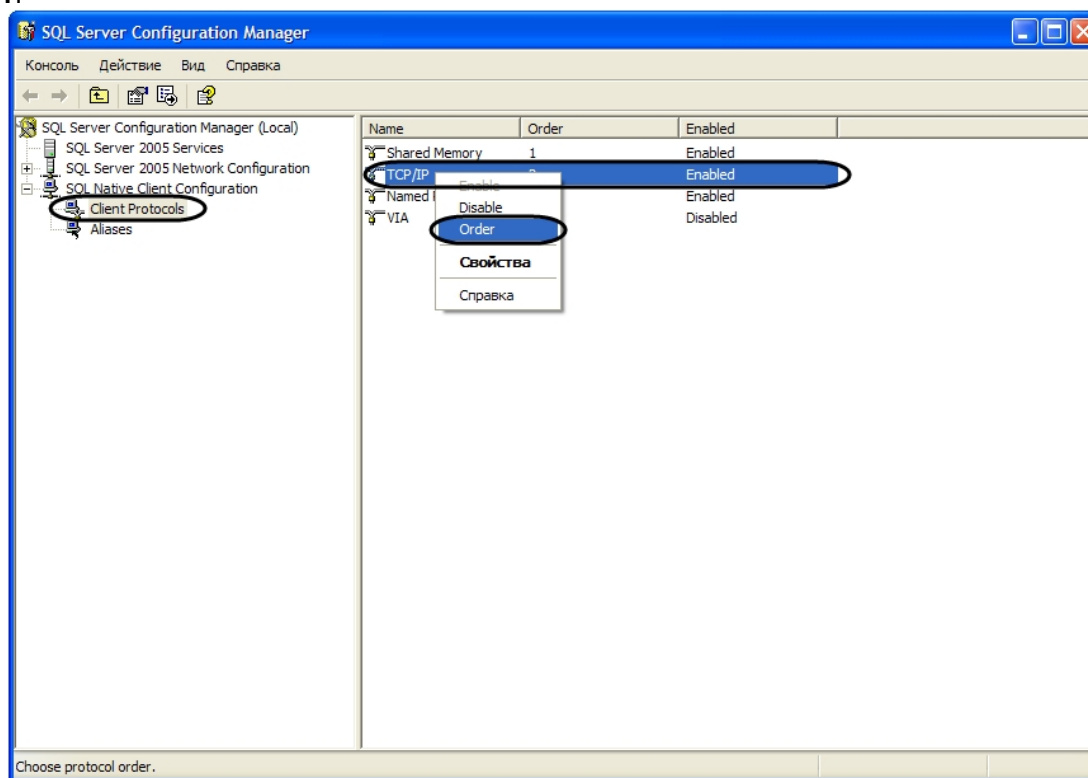 SQL Server Configuration Manager
Консоль Действие Вид Справка
SQL Server Configuration Manager (Local)
SQL Server 2005 Services
SQL Server 2005 Network Configuration
SQL Native Client Configuration
Client Protocols
Aliases
Name Order Enabled
Shared Memory 1 Enabled
TCP/IP Enabled
Named Enabled
VIA Disabled
Enable
Disable
Order
Свойства
Справка
Choose protocol order.